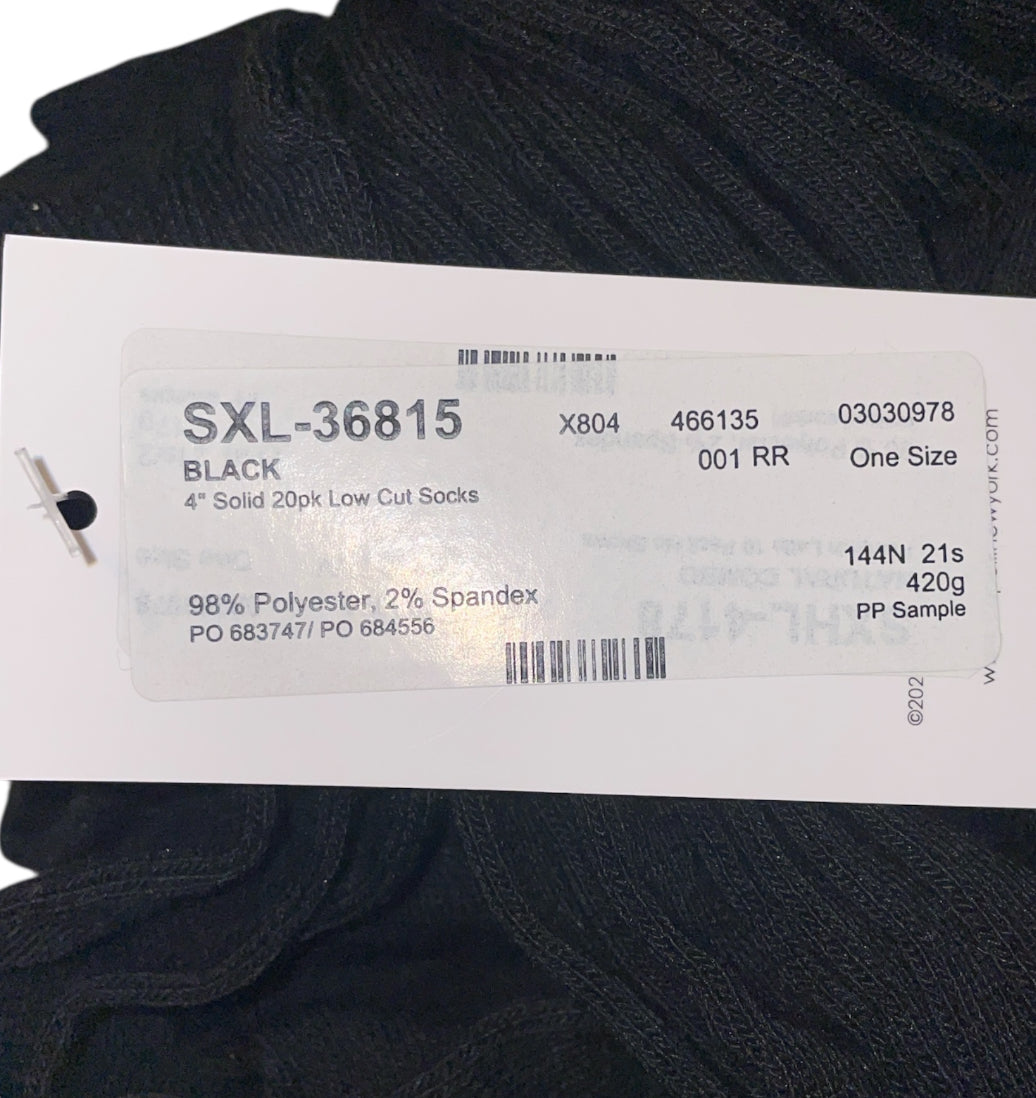 SXL-36815 X804 466135 03030978
BLACK 001 RR One Size
4" Solid 20pk Low Cut Socks
144N 21s
420g
98% Polyester, 2% Spandex PP Sample
PO 683747/ PO 684556